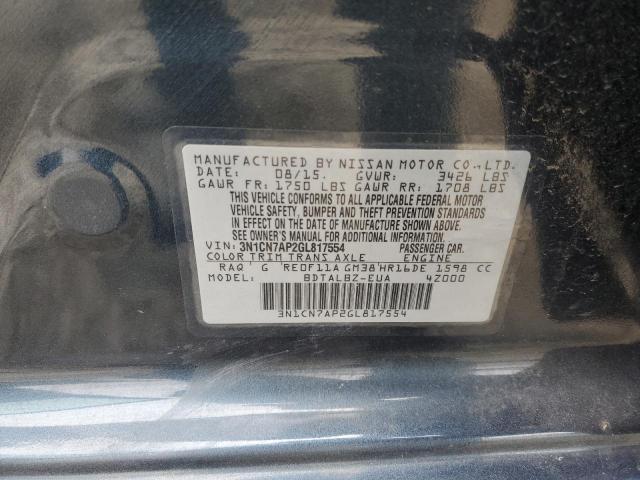 MANUFACTURED BY NISSAN MOTOR CO., LTD.
DATE: 08/15. GVWR: 3426 LBS
GAWR FR: 1750 LBS GAWR RR: 1708 LBS
THIS VEHICLE CONFORMS TO ALL APPLICABLE FEDERAL MOTOR
VEHICLE SAFETY, BUMPER AND THEFT PREVENTION STANDARDS
IN EFFECT ON THE DATE OF MANUFACTURE SHOWN ABOVE.
SEE OWNER'S MANUAL FOR ADDITIONAL INFORMATION
VIN: 3N1CN7AP2GL817554 PASSENGER CAR.
COLOR TRIM TRANS AXLE ENGINE
RAQ ' G RE0F11A GM38'HR16DE 1598 CC
MODEL: BDTALBZ-EUA 4Z000
3N1CN7AP2GL817554